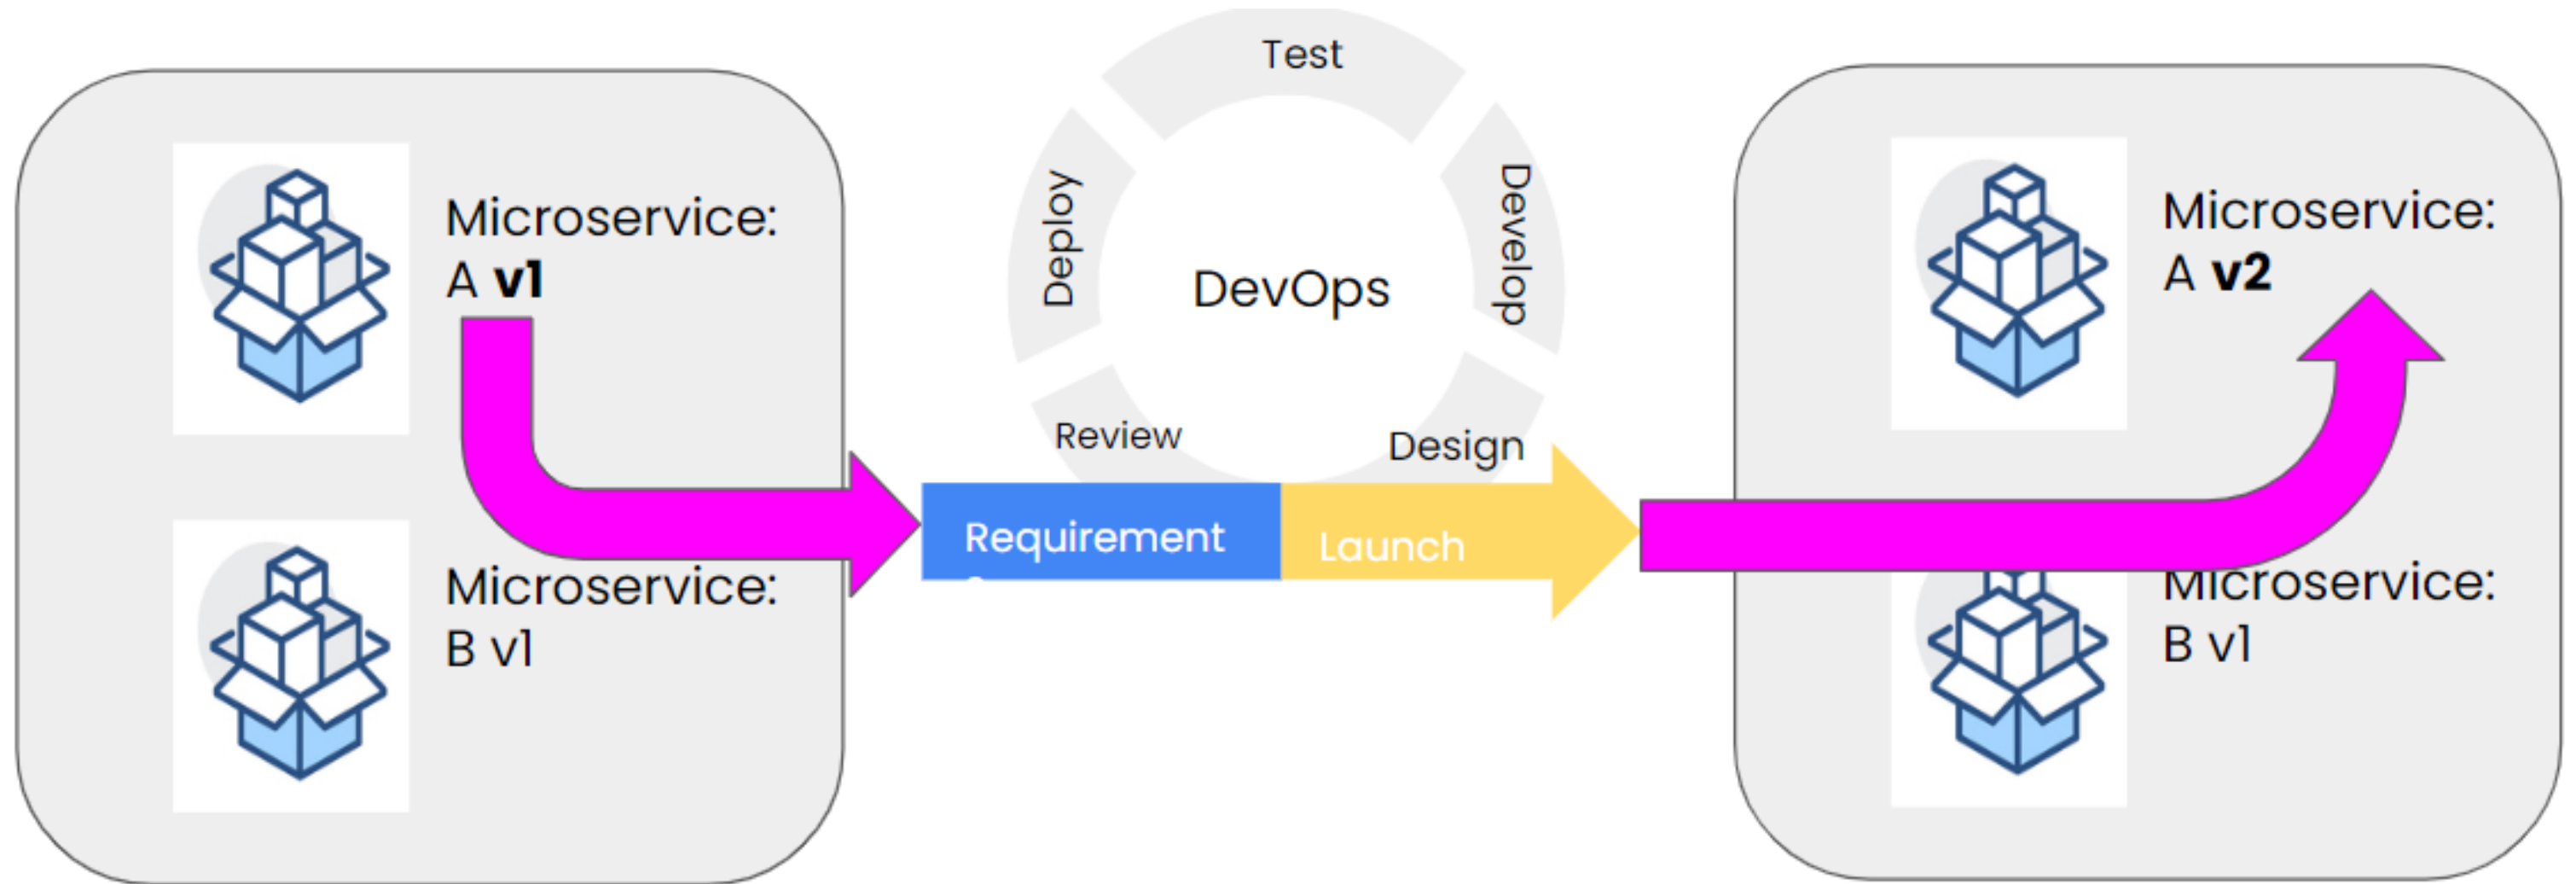 Microservice:
A v1
Microservice:
B v1
Test
Deploy
Develop
DevOps
Review
Design
Requirement
Launch
Microservice:
A v2
Microservice:
B v1